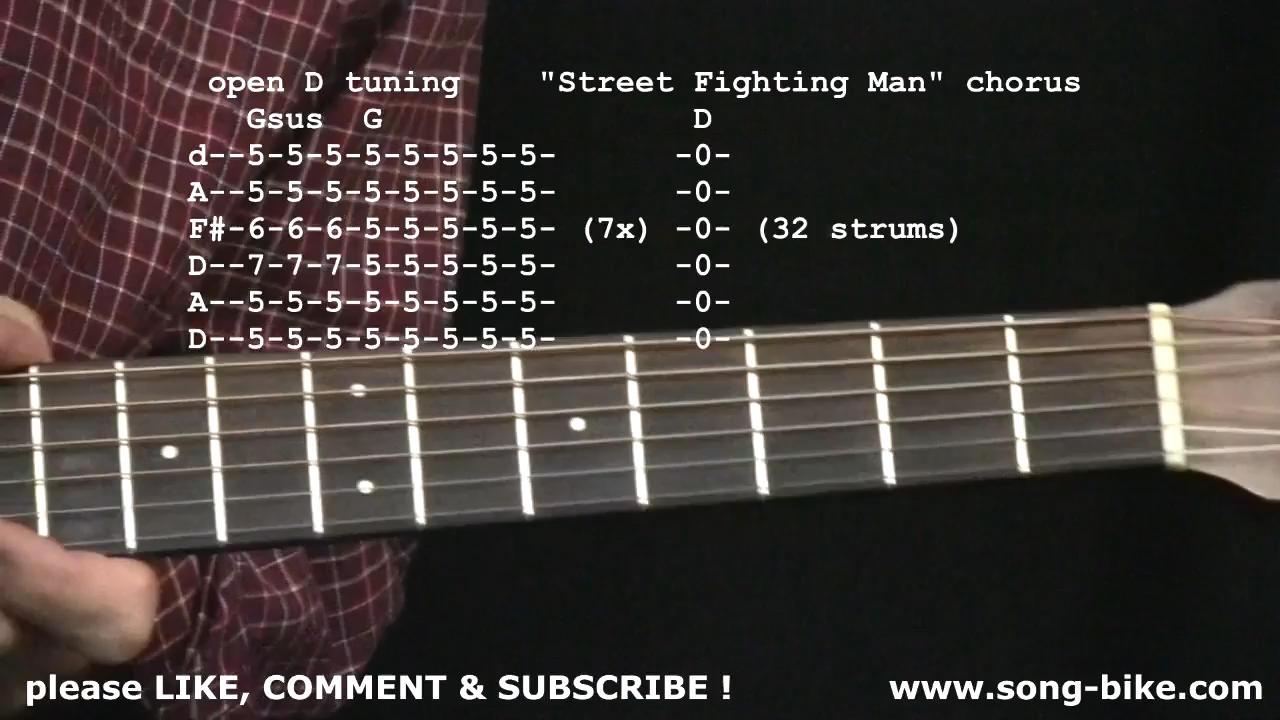 open D tuning    "Street Fighting Man" chorus
Gsus  G                D
d--5-5-5-5-5-5-5-5-      -0-
A--5-5-5-5-5-5-5-5-      -0-
F#-6-6-6-5-5-5-5-5- (7x) -0- (32 strums)
D--7-7-7-5-5-5-5-5-      -0-
A--5-5-5-5-5-5-5-5-      -0-
D--5-5-5-5-5-5-5-5-      -0-
please LIKE, COMMENT & SUBSCRIBE !
www.song-bike.com